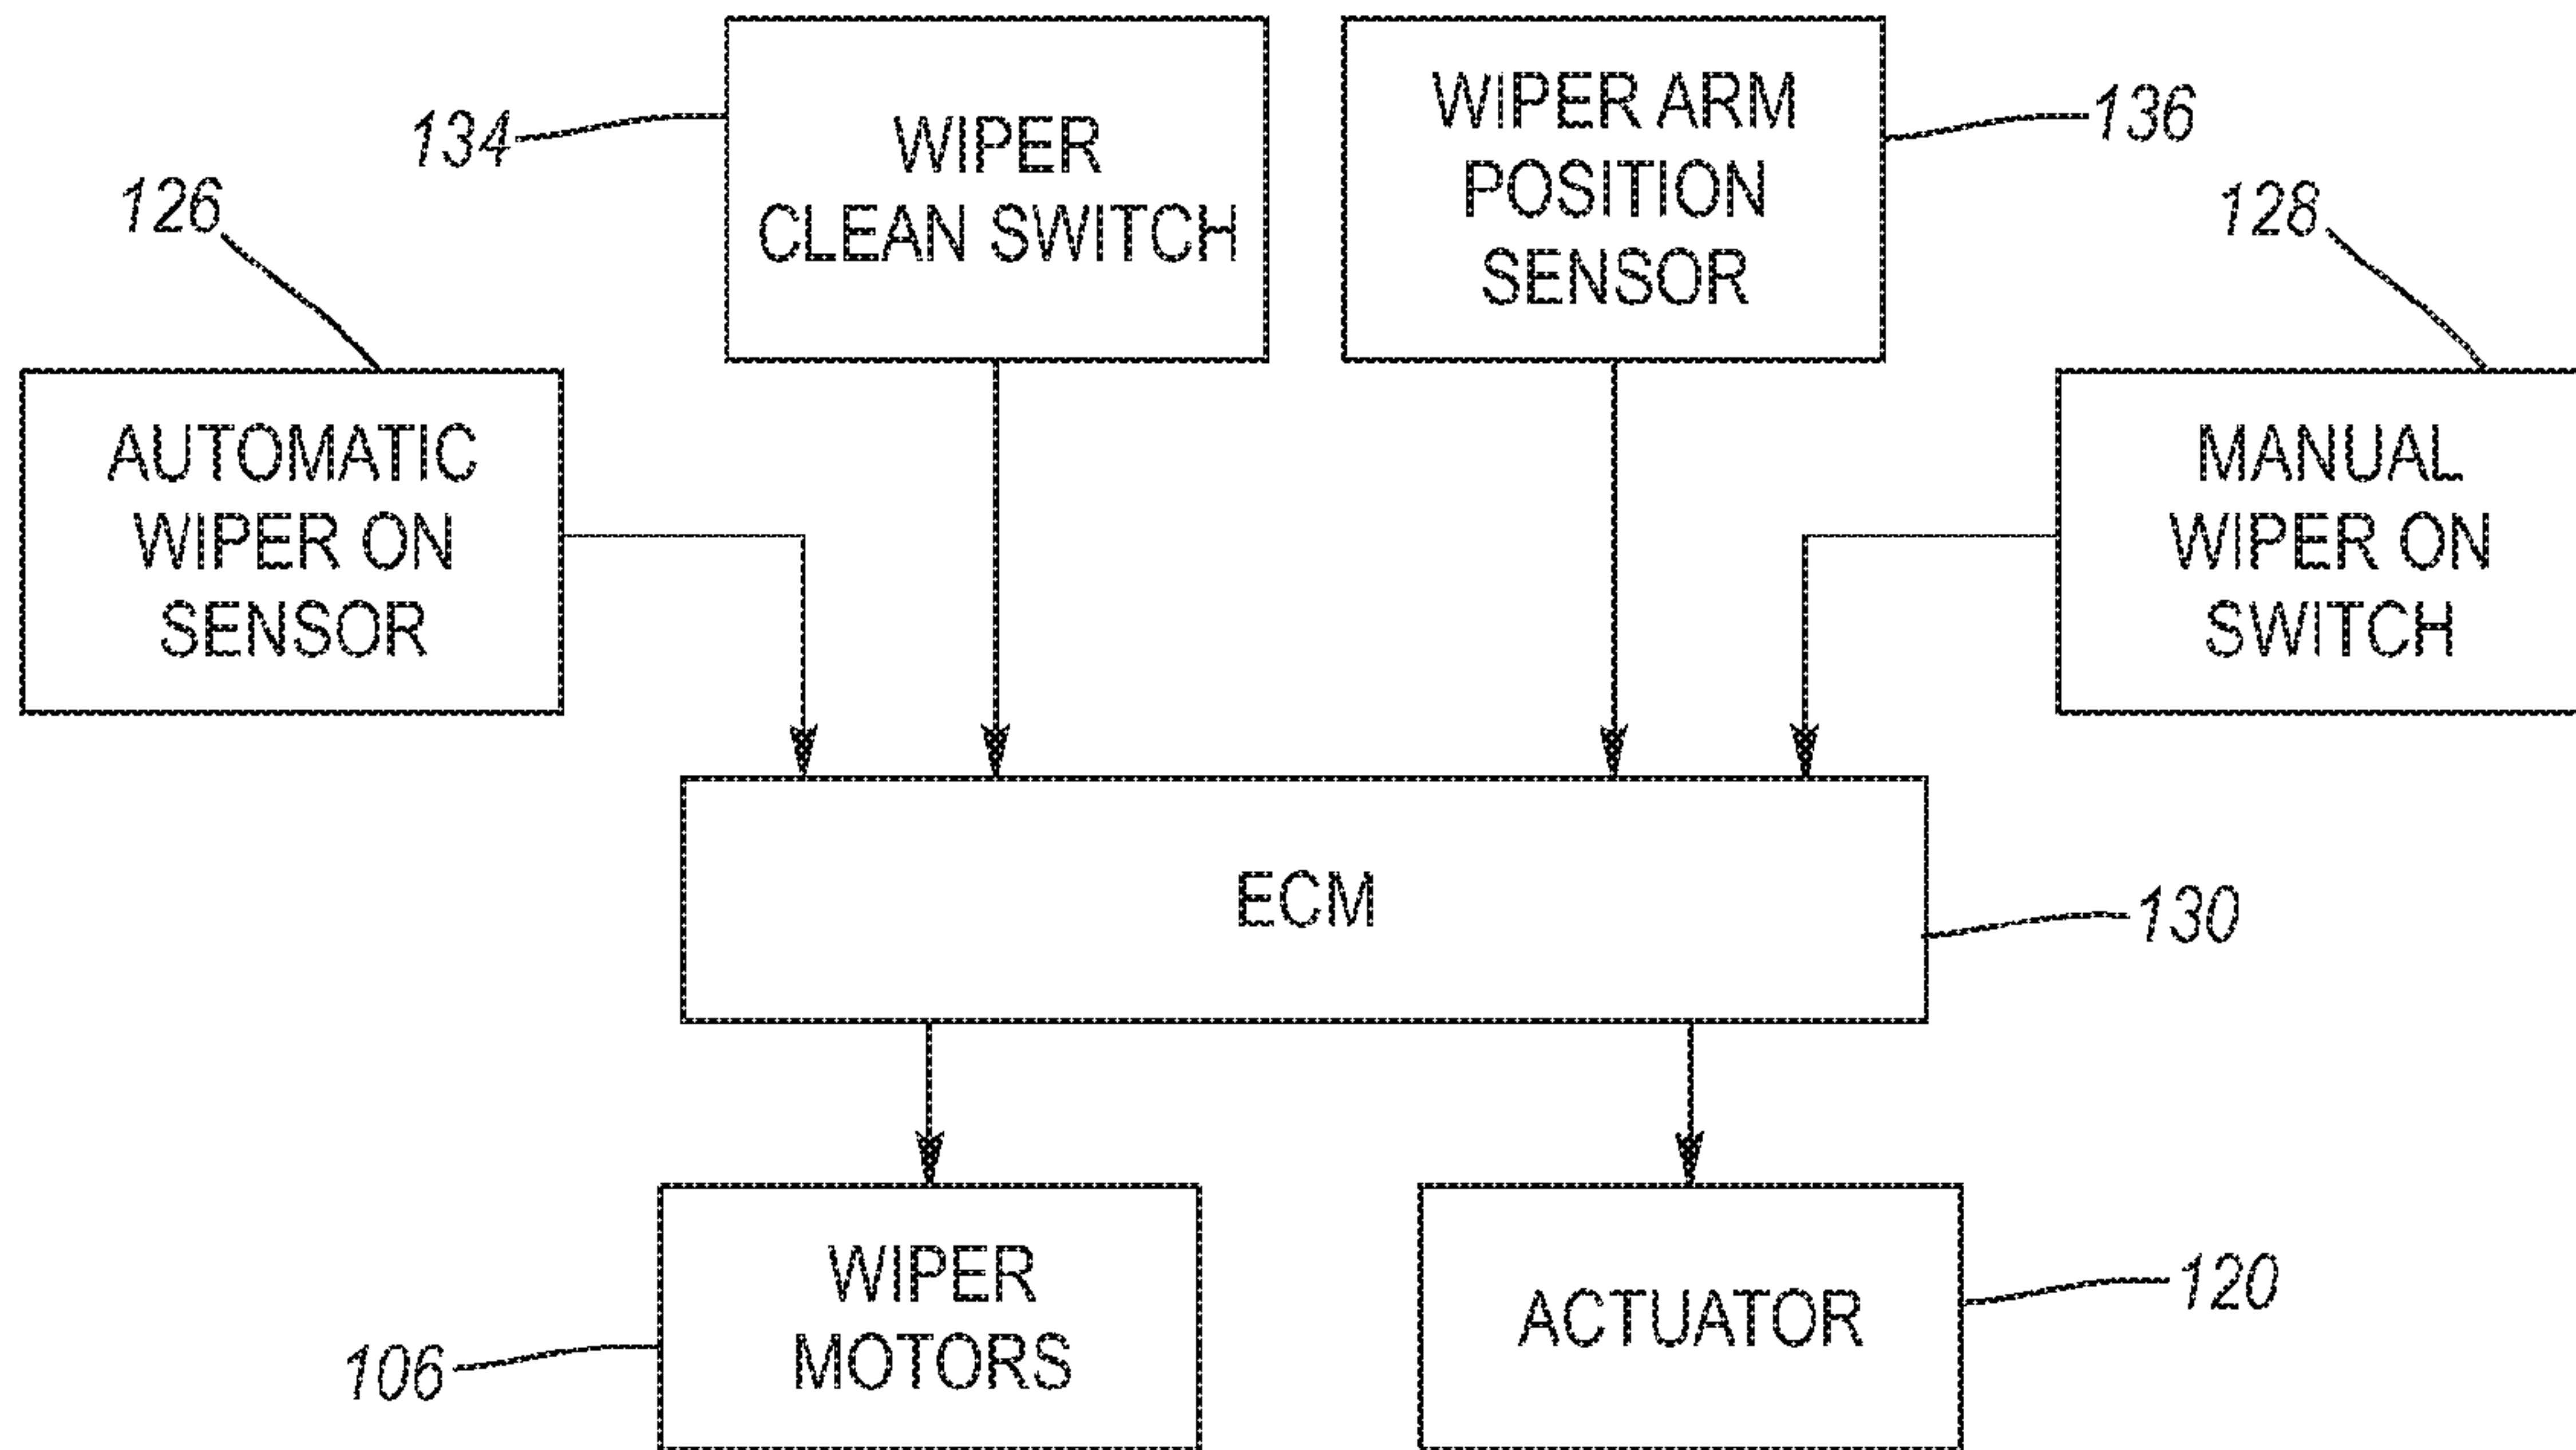 134
WIPER
CLEAN SWITCH
WIPER ARM
POSITION
SENSOR
136
126
AUTOMATIC
WIPER ON
SENSOR
128
MANUAL
WIPER ON
SWITCH
ECM
130
WIPER
MOTORS
106
ACTUATOR
120